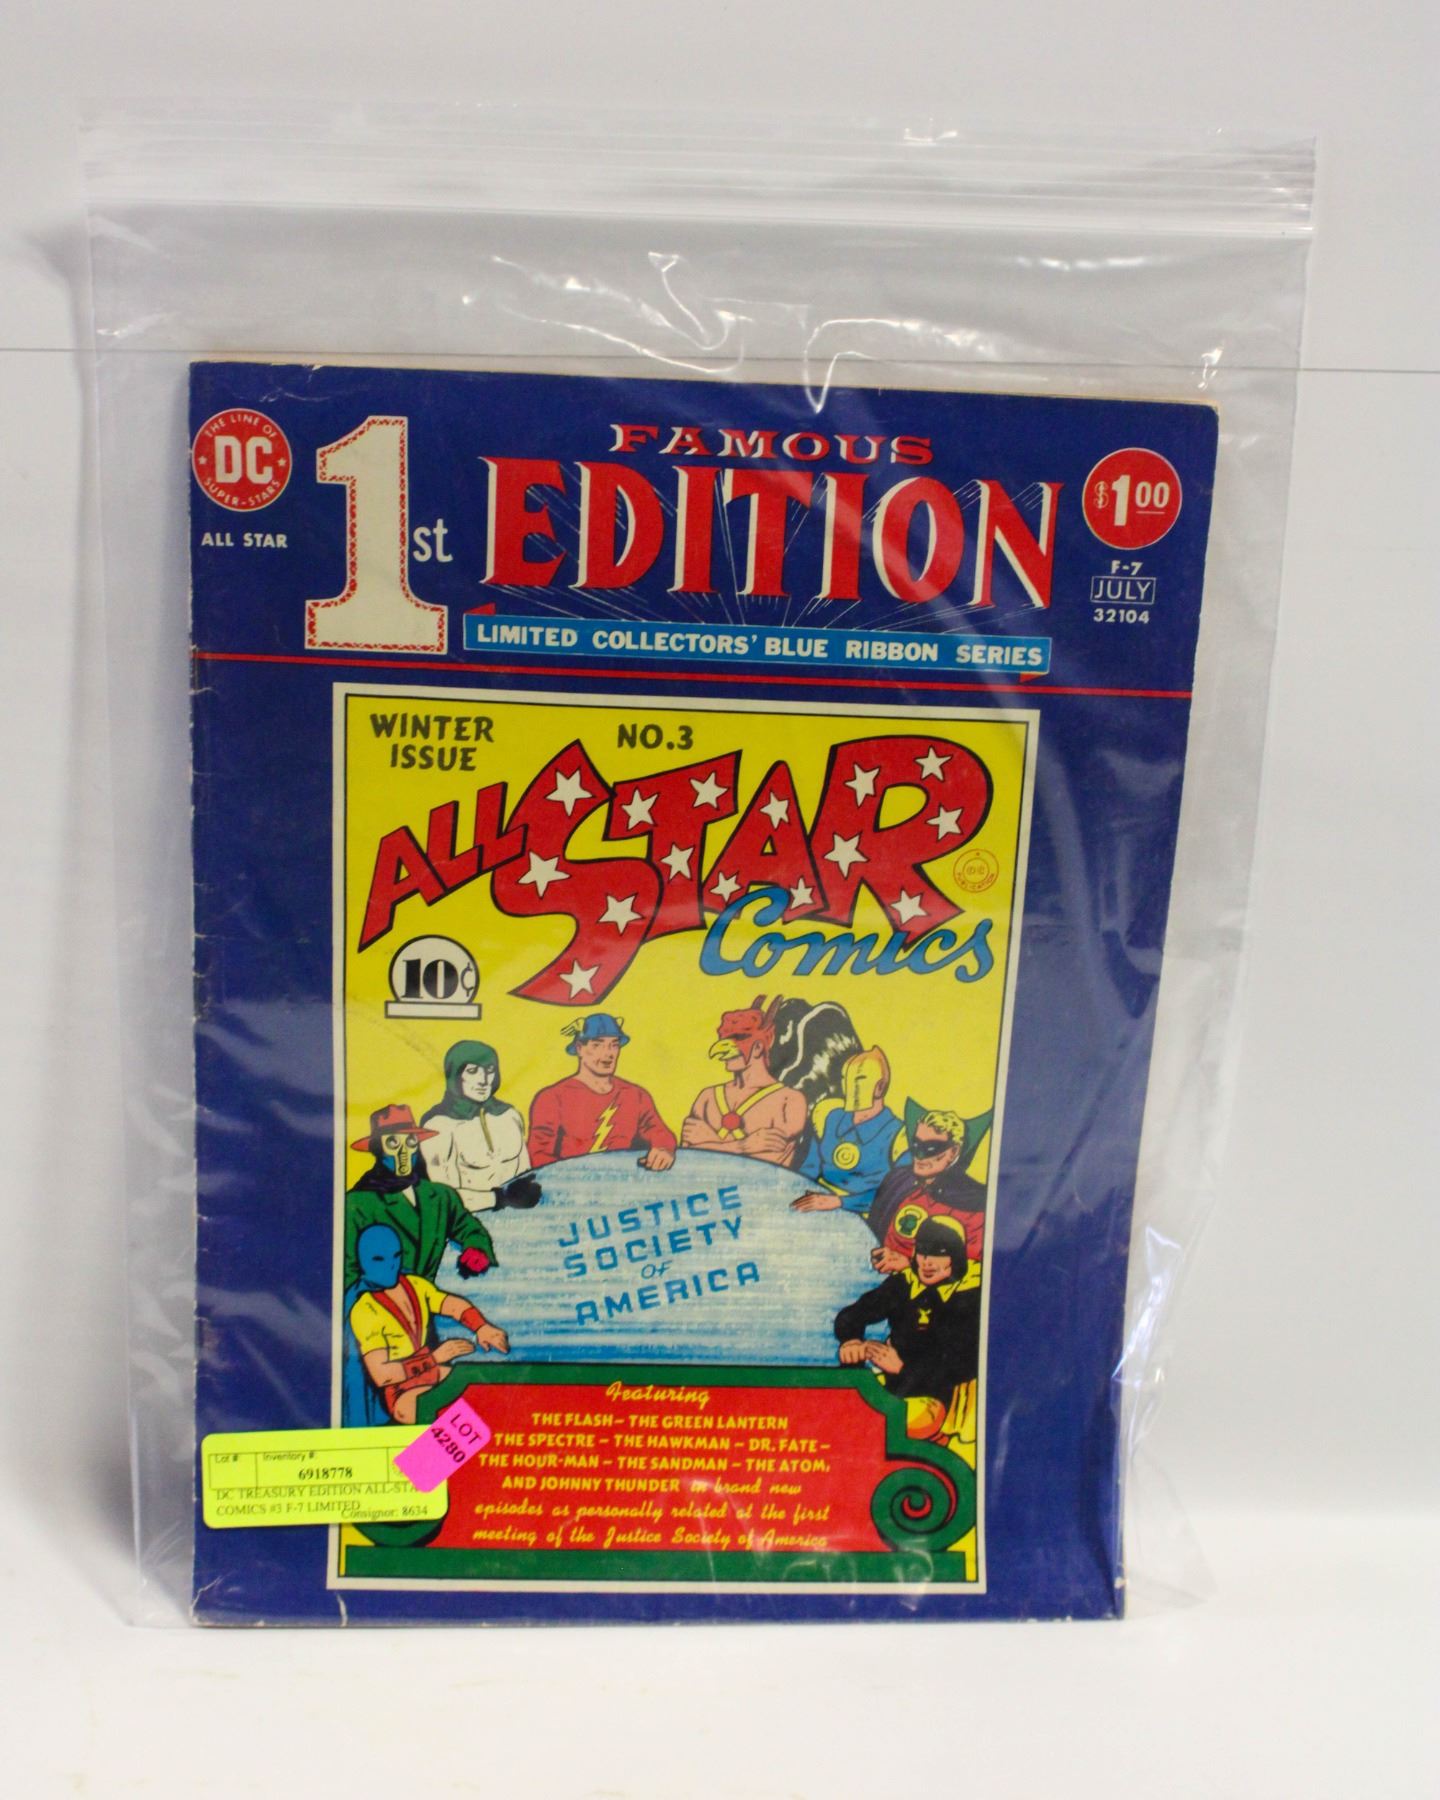 THE LINE OF
DC
SUPER-STARS
ALL STAR
1st
FAMOUS
EDITION
LIMITED COLLECTORS' BLUE RIBBON SERIES
$1.00
F-7
JULY
32104
WINTER
ISSUE
NO.3
ALL STAR
Comics
A
DC
PUBLICATION
10¢
JUSTICE
SOCIETY
OF
AMERICA
Featuring
THE FLASH – THE GREEN LANTERN
THE SPECTRE – THE HAWKMAN – DR. FATE –
THE HOUR-MAN – THE SANDMAN – THE ATOM,
AND JOHNNY THUNDER in brand new
episodes as personally related at the first
meeting of the Justice Society of America
LOT
4280
Lot #: Inventory #:
6918778
DC TREASURY EDITION ALL-STA
COMICS #3 F-7 LIMITED
Consignor: 8634